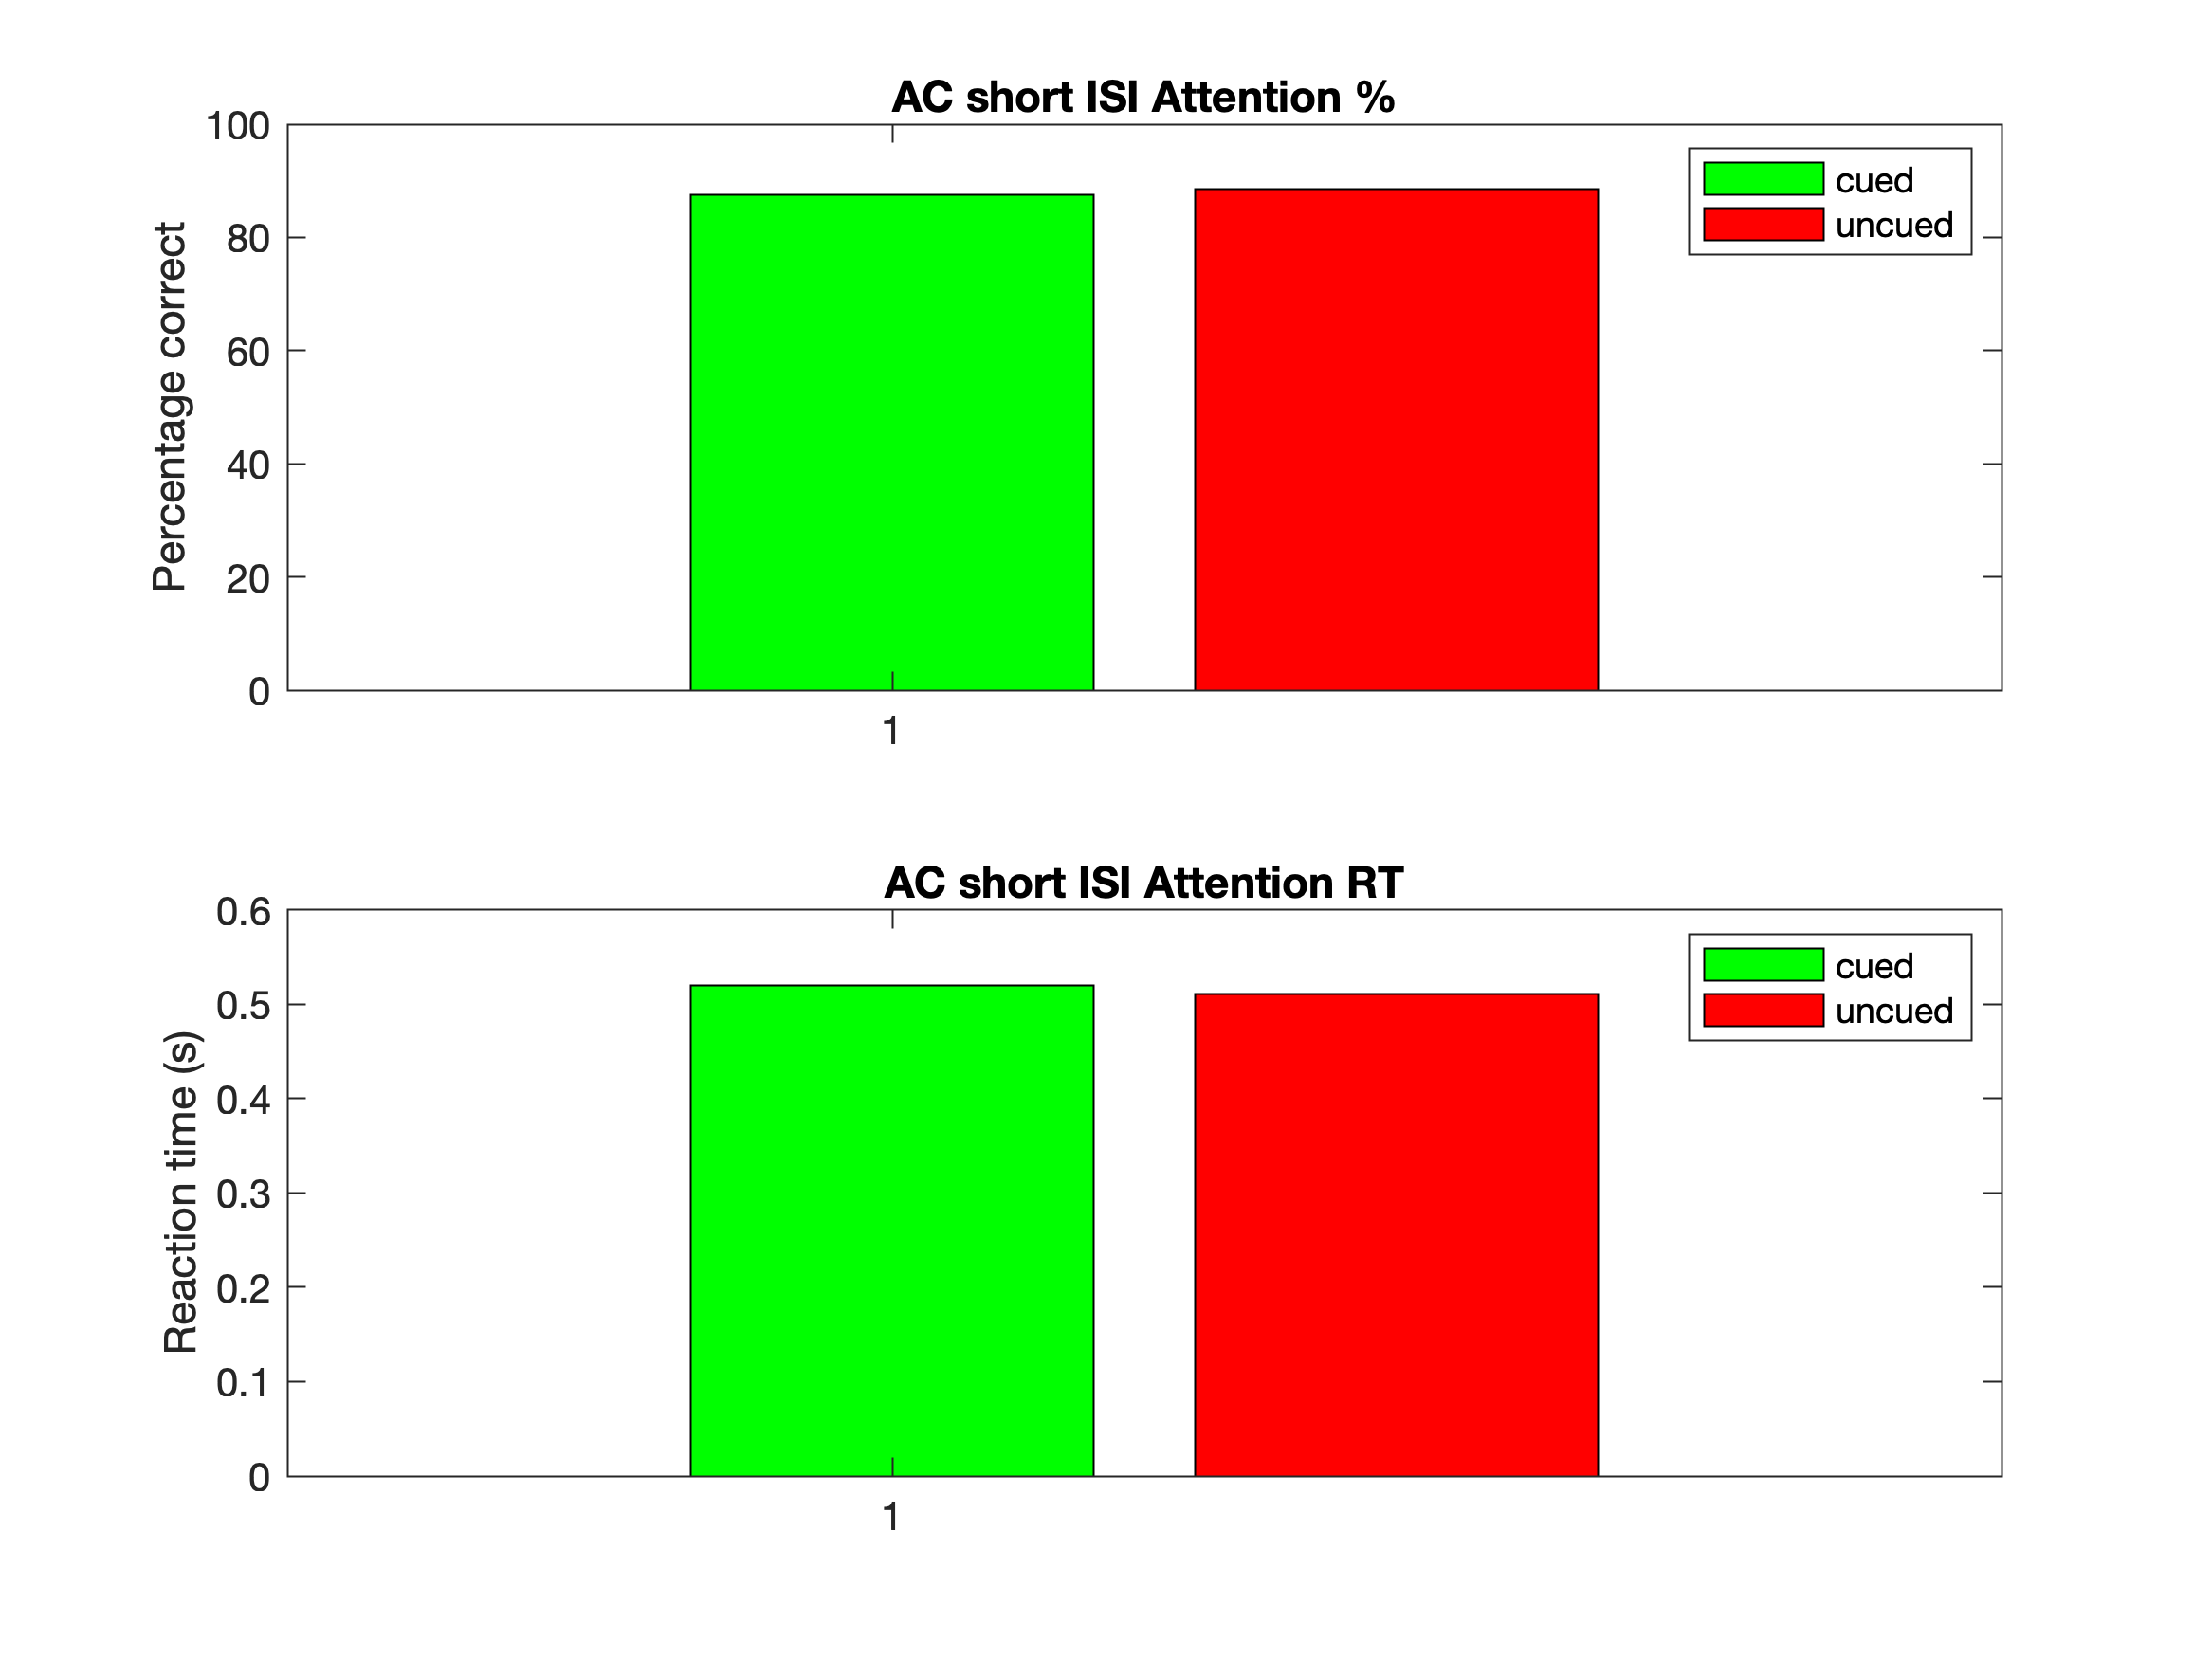 AC short ISI Attention %
Percentage correct
100
80
60
40
20
0
1
cued
uncued
AC short ISI Attention RT
Reaction time (s)
0.6
0.5
0.4
0.3
0.2
0.1
0
1
cued
uncued